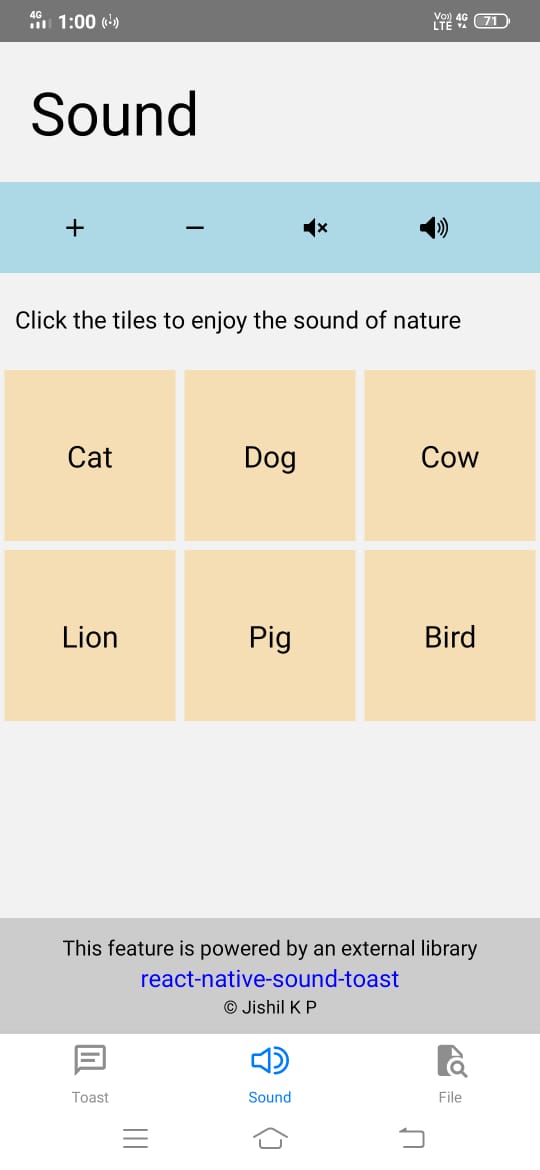 4G 1:00 Vo) 4G LTE 71
Sound
Click the tiles to enjoy the sound of nature
Cat Dog Cow
Lion Pig Bird
This feature is powered by an external library
react-native-sound-toast
© Jishil K P
Toast Sound File